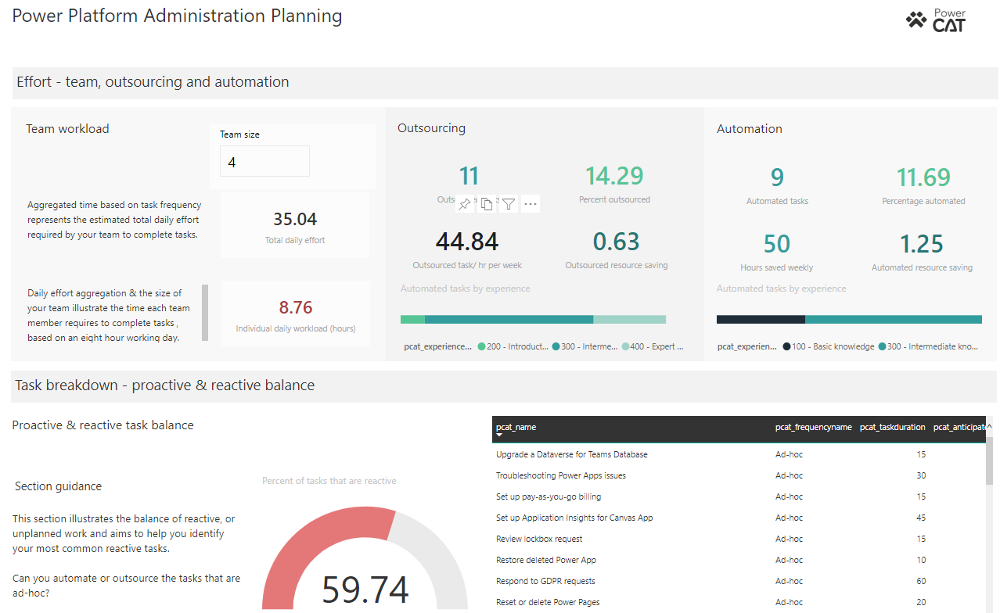 Power Platform Administration Planning
Power
CAT
Effort - team, outsourcing and automation
Team workload
Team size
4
Aggregated time based on task frequency
represents the estimated total daily effort
required by your team to complete tasks.
35.04
Total daily effort
Daily effort aggregation & the size of
your team illustrate the time each team
member requires to complete tasks ,
based on an eight hour working day.
8.76
Individual daily workload (hours)
Outsourcing
11
14.29
Percent outsourced
44.84
Outsourced task/ hr per week
0.63
Outsourced resource saving
Automated tasks by experience
pcat_experience...
200 - Introduct...
300 - Interme...
400 - Expert ...
Automation
9
Automated tasks
11.69
Percentage automated
50
Hours saved weekly
1.25
Automated resource saving
Automated tasks by experience
pcat_experien...
100 - Basic knowledge
300 - Intermediate kno...
Task breakdown - proactive & reactive balance
Proactive & reactive task balance
Section guidance
This section illustrates the balance of reactive, or
unplanned work and aims to help you identify
your most common reactive tasks.
Can you automate or outsource the tasks that are
ad-hoc?
Percent of tasks that are reactive
59.74
pcat_name pcat_frequencyname pcat_taskduration pcat_anticipate
Upgrade a Dataverse for Teams Database Ad-hoc 15
Troubleshooting Power Apps issues Ad-hoc 30
Set up pay-as-you-go billing Ad-hoc 15
Set up Application Insights for Canvas App Ad-hoc 45
Review lockbox request Ad-hoc 15
Restore deleted Power App Ad-hoc 10
Respond to GDPR requests Ad-hoc 60
Reset or delete Power Pages Ad-hoc 20